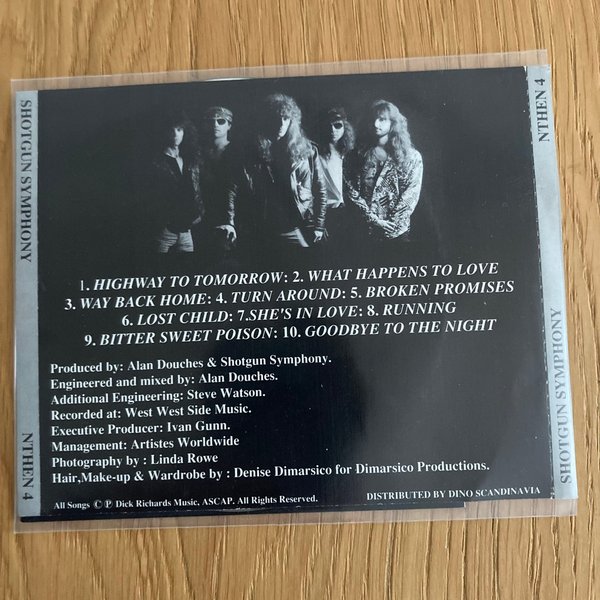 SHOTGUN SYMPHONY
NTHEN 4
1. HIGHWAY TO TOMORROW: 2. WHAT HAPPENS TO LOVE
3. WAY BACK HOME: 4. TURN AROUND: 5. BROKEN PROMISES
6. LOST CHILD: 7.SHE'S IN LOVE: 8. RUNNING
9. BITTER SWEET POISON: 10. GOODBYE TO THE NIGHT
Produced by: Alan Douches & Shotgun Symphony.
Engineered and mixed by: Alan Douches.
Additional Engineering: Steve Watson.
Recorded at: West West Side Music.
Executive Producer: Ivan Gunn.
Management: Artistes Worldwide
Photography by : Linda Rowe
Hair,Make-up & Wardrobe by : Denise Dimarsico for Dimarsico Productions.
All Songs © ℗ Dick Richards Music, ASCAP. All Rights Reserved.
DISTRIBUTED BY DINO SCANDINAVIA
NTHEN 4
SHOTGUN SYMPHONY